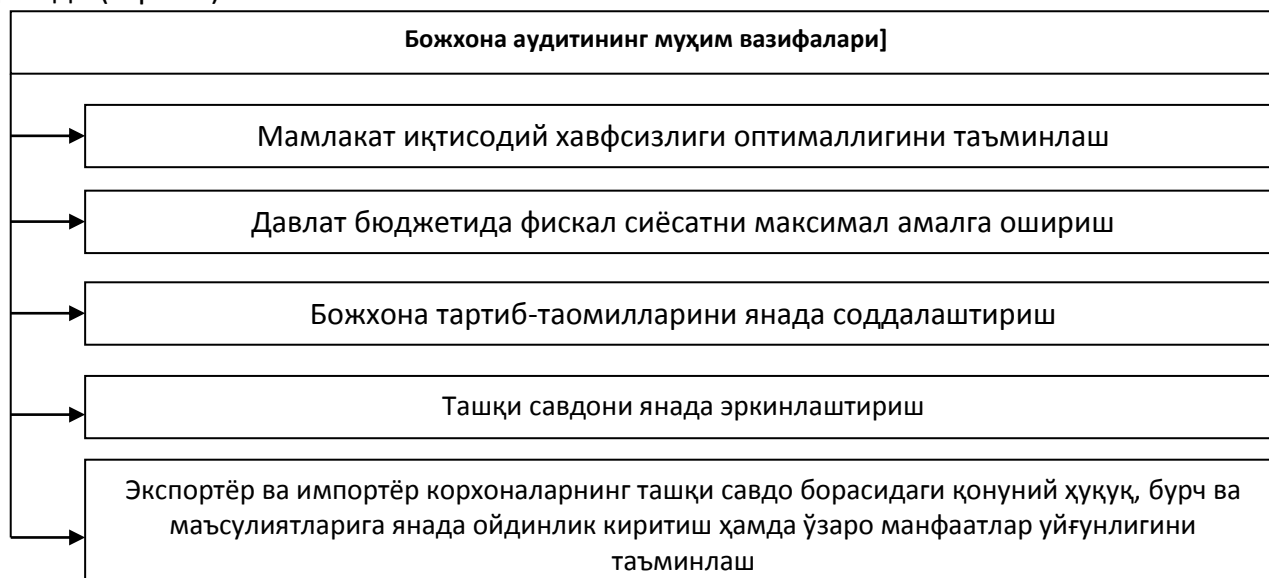 Божхона аудитининг муҳим вазифалари]
Мамлакат иқтисодий хавфсизлиги оптималлигини таъминлаш
Давлат бюджетида фискал сиёсатни максимал амалга ошириш
Божхона тартиб-таомилларини янада соддалаштириш
Ташқи савдони янада эркинлаштириш
Экспортёр ва импортёр корхоналарнинг ташқи савдо борасидаги қонуний ҳуқуқ, бурч ва
маъсулиятларига янада ойдинлик киритиш ҳамда ўзаро манфаатлар уйғунлигини
таъминлаш